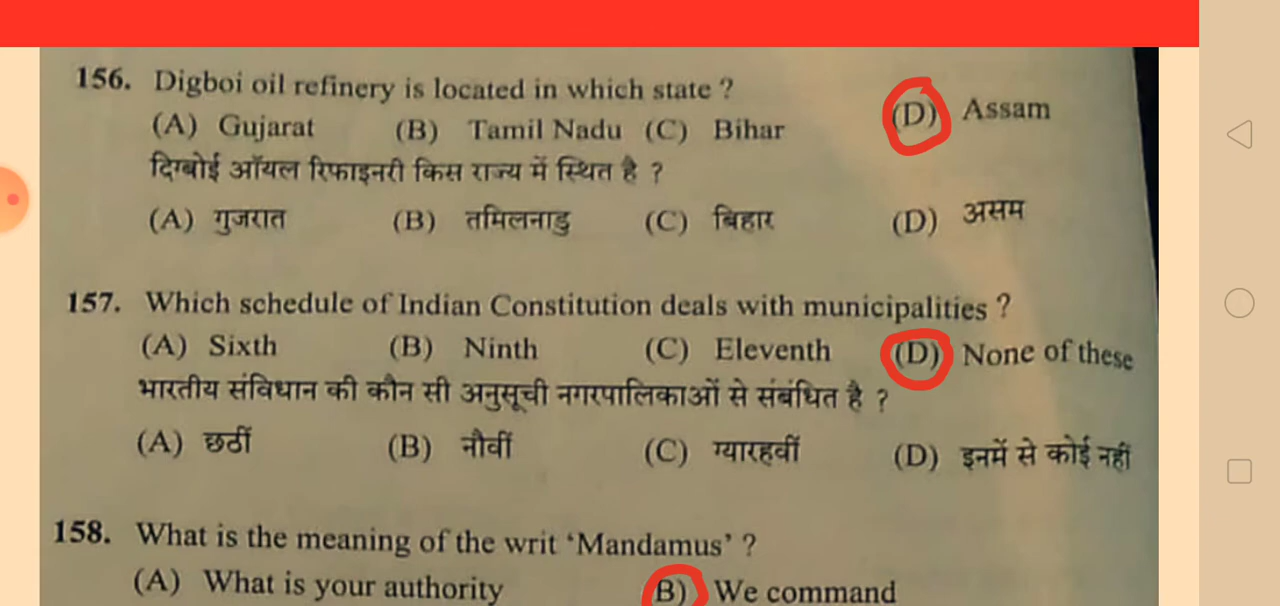 156. Digboi oil refinery is located in which state ?
(A) Gujarat (B) Tamil Nadu (C) Bihar (D) Assam
दिग्बोई ऑयल रिफाइनरी किस राज्य में स्थित है ?
(A) गुजरात (B) तमिलनाडु (C) बिहार (D) असम
157. Which schedule of Indian Constitution deals with municipalities ?
(A) Sixth (B) Ninth (C) Eleventh (D) None of these
भारतीय संविधान की कौन सी अनुसूची नगरपालिकाओं से संबंधित है ?
(A) छठीं (B) नौवीं (C) ग्यारहवीं (D) इनमें से कोई नहीं
158. What is the meaning of the writ ‘Mandamus’ ?
(A) What is your authority B) We command